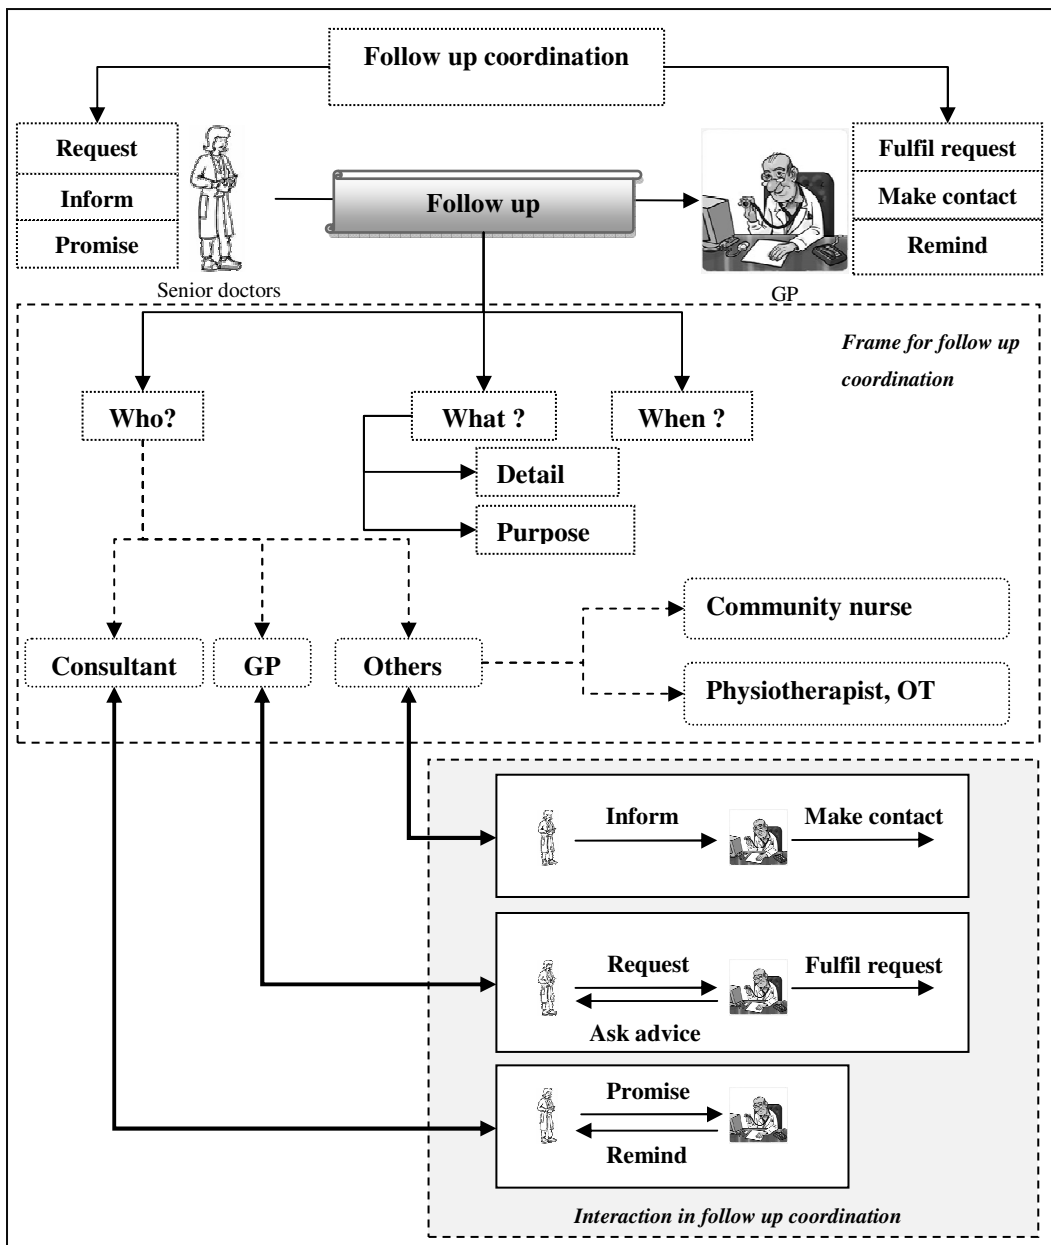 Follow up coordination
Request
Inform
Promise
Senior doctors
Follow up
GP
Fulfil request
Make contact
Remind
Frame for follow up
coordination
Who?
What ?
When ?
Detail
Purpose
Consultant
GP
Others
Community nurse
Physiotherapist, OT
Inform
Make contact
Request
Fulfil request
Ask advice
Promise
Remind
Interaction in follow up coordination